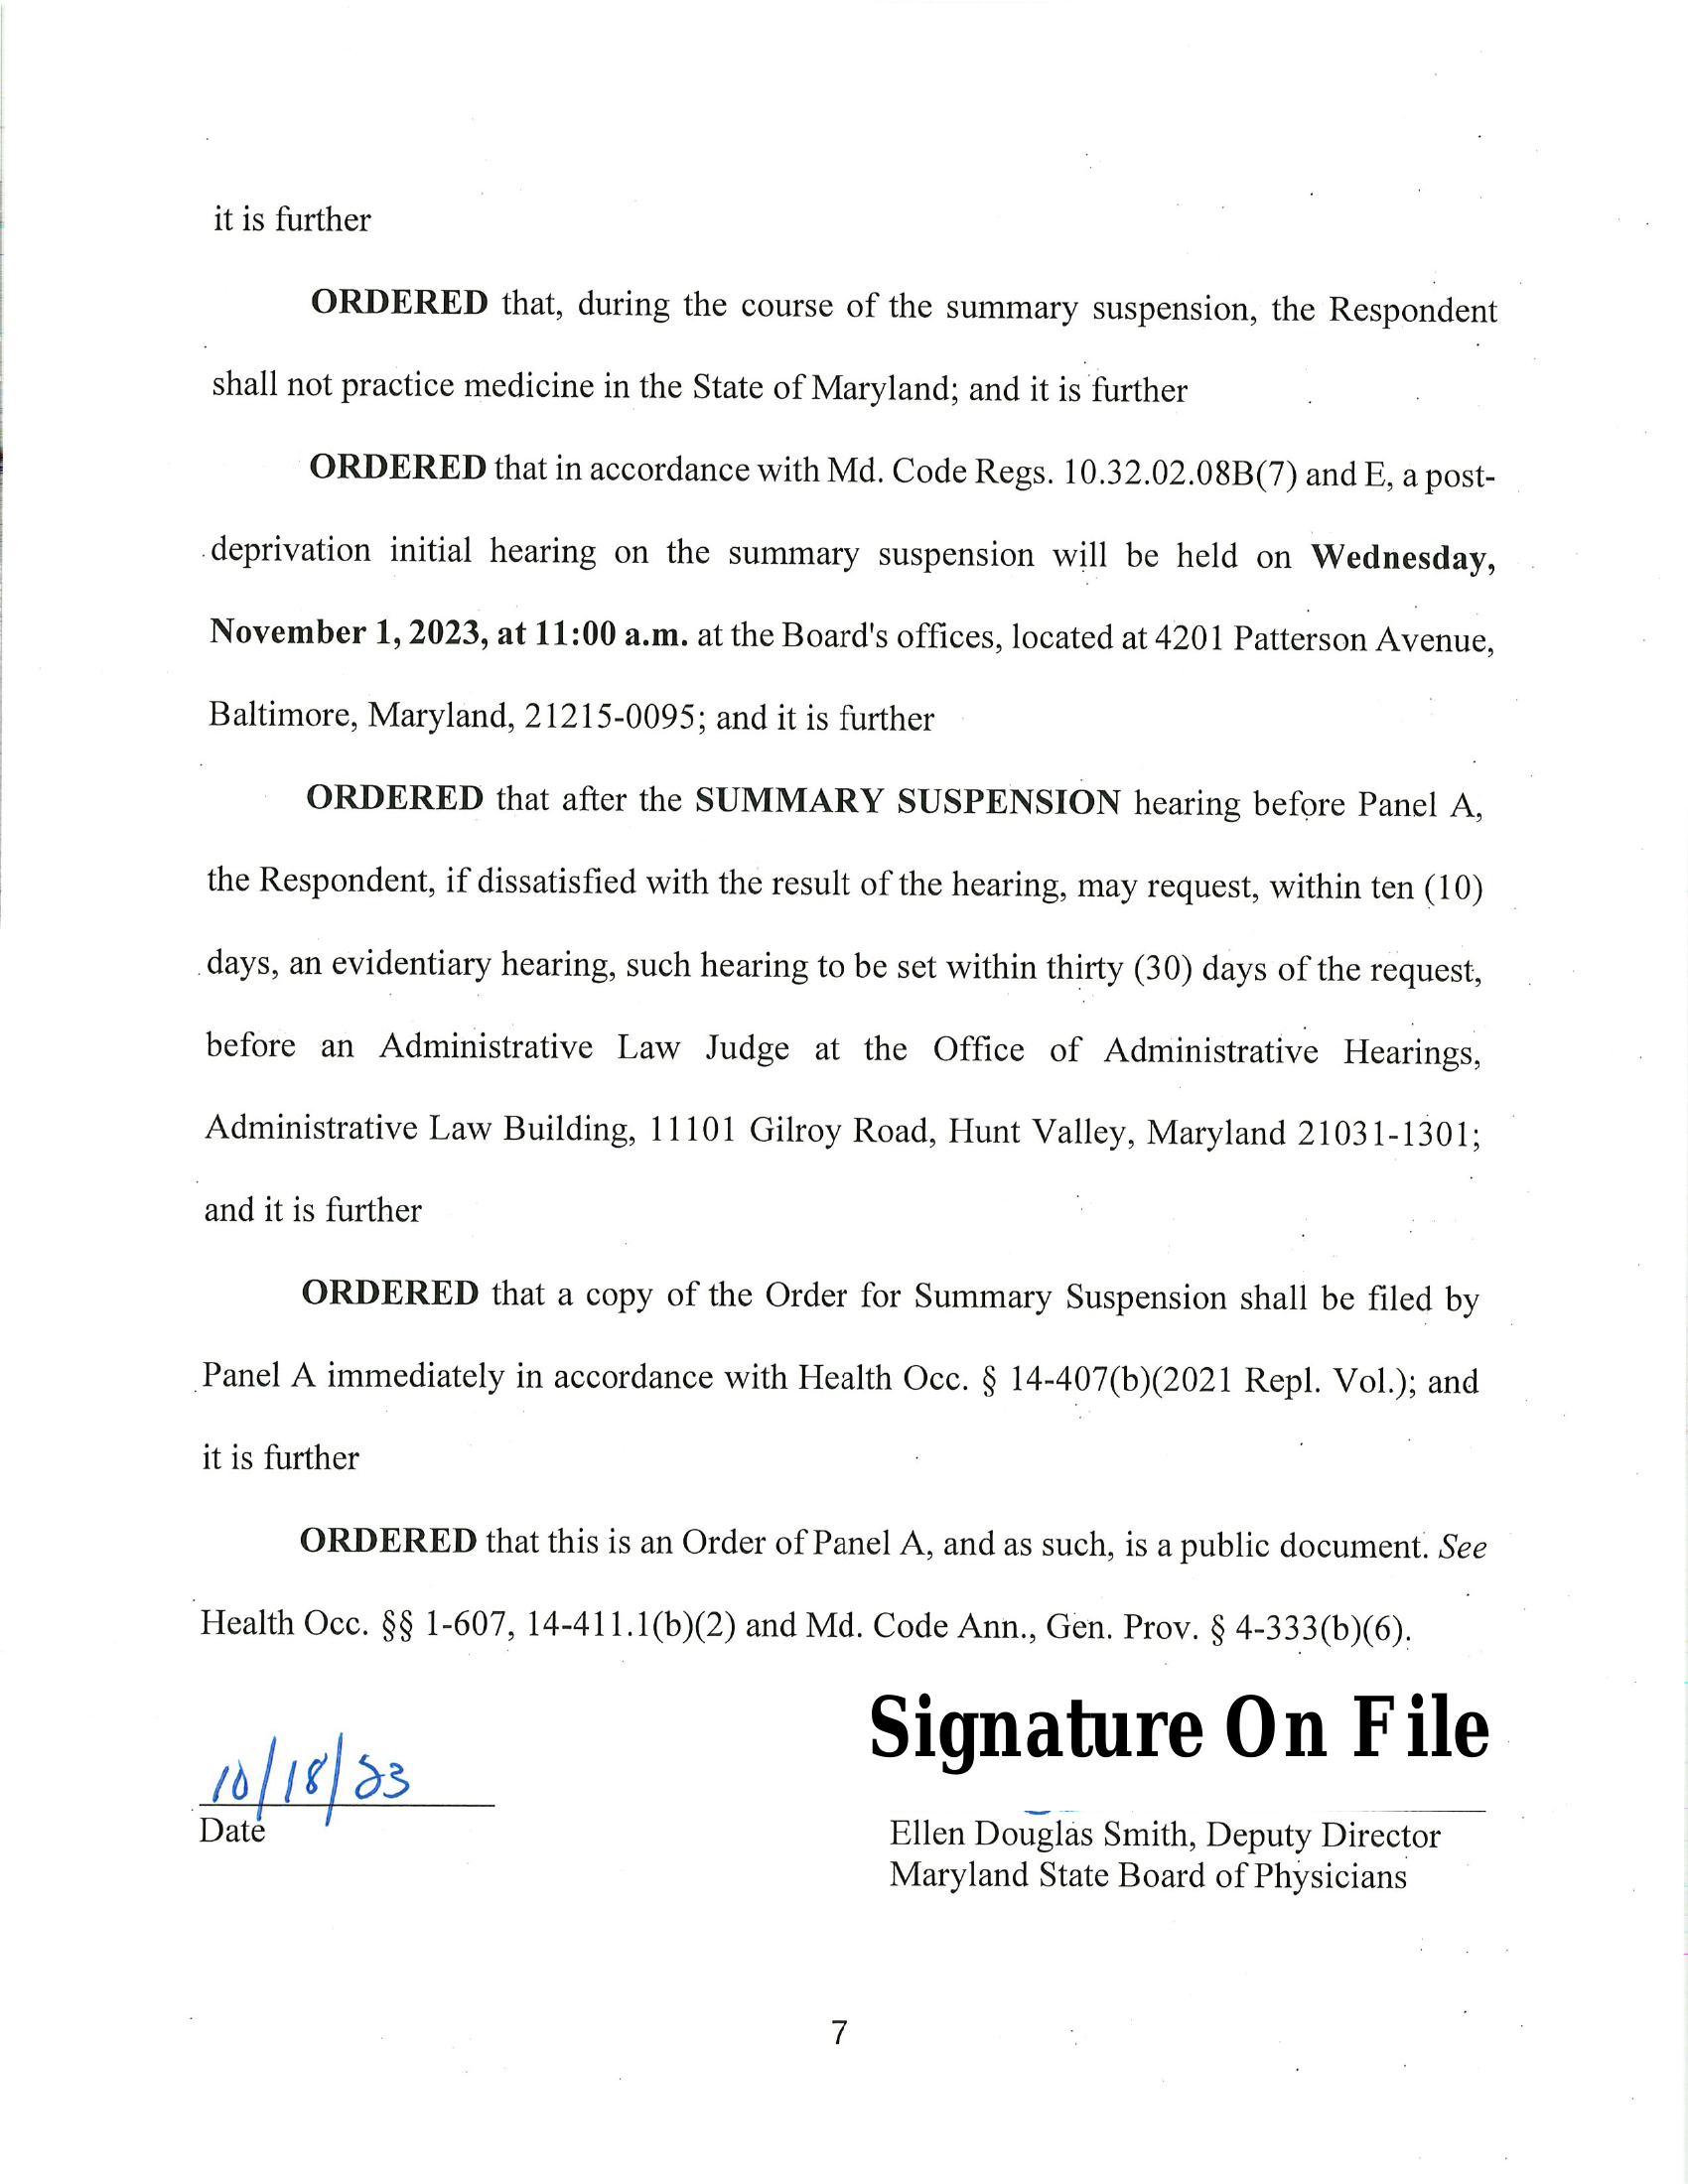 it is further
ORDERED that, during the course of the summary suspension, the Respondent
shall not practice medicine in the State of Maryland; and it is further
ORDERED that in accordance with Md. Code Regs. 10.32.02.08B(7) and E, a post-
deprivation initial hearing on the summary suspension will be held on Wednesday,
November 1, 2023, at 11:00 a.m. at the Board's offices, located at 4201 Patterson Avenue,
Baltimore, Maryland, 21215-0095; and it is further
ORDERED that after the SUMMARY SUSPENSION hearing before Panel A,
the Respondent, if dissatisfied with the result of the hearing, may request, within ten (10)
days, an evidentiary hearing, such hearing to be set within thirty (30) days of the request,
before an Administrative Law Judge at the Office of Administrative Hearings,
Administrative Law Building, 11101 Gilroy Road, Hunt Valley, Maryland 21031-1301;
and it is further
ORDERED that a copy of the Order for Summary Suspension shall be filed by
Panel A immediately in accordance with Health Occ. § 14-407(b)(2021 Repl. Vol.); and
it is further
ORDERED that this is an Order of Panel A, and as such, is a public document. See
Health Occ. §§ 1-607, 14-411.1(b)(2) and Md. Code Ann., Gen. Prov. § 4-333(b)(6).
Signature On File
10/18/23
Date
Ellen Douglas Smith, Deputy Director
Maryland State Board of Physicians
7